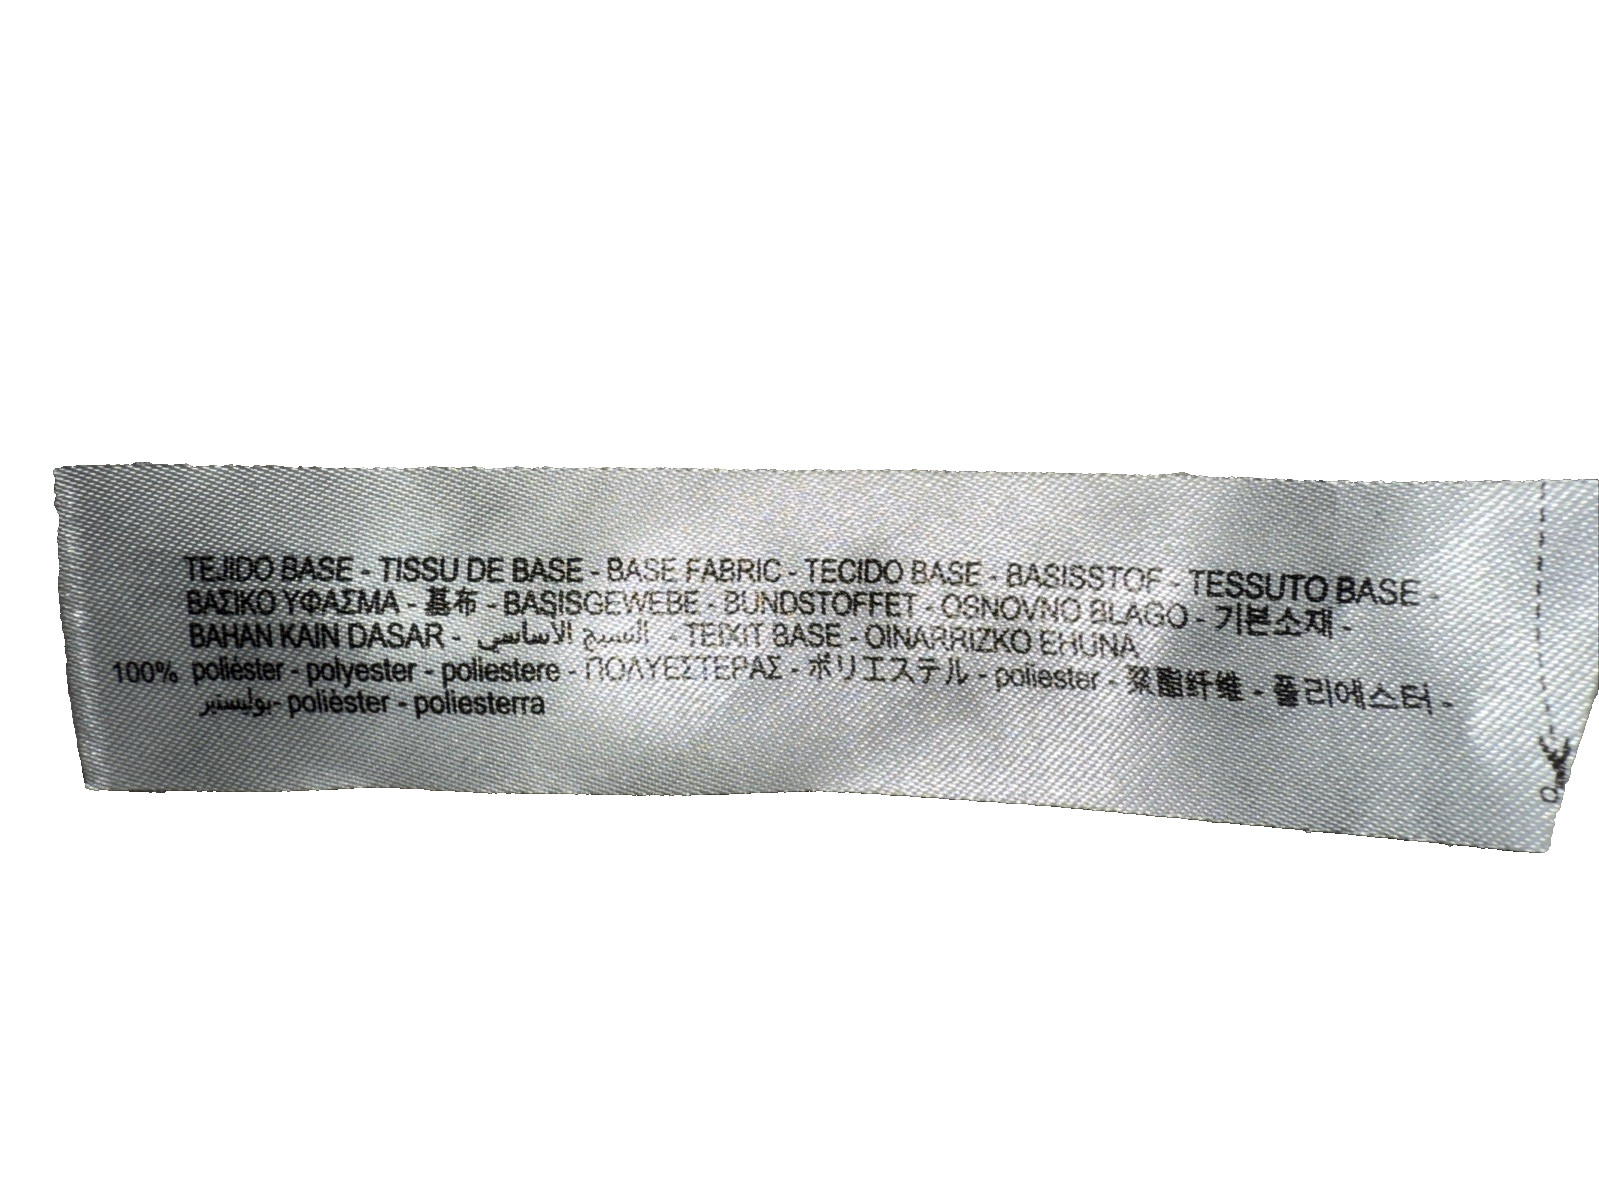 TEJIDO BASE - TISSU DE BASE - BASE FABRIC - TECIDO BASE - BASISSTOF - TESSUTO BASE -
ΒΑΣΙΚΟ ΥΦΑΣΜΑ - 基布 - BASISGEWEBE - BUNDSTOFFET - OSNOVNO BLAGO - 기본소재 -
BAHAN KAIN DASAR - النسيج الأساسي - TEIXIT BASE - OINARRIZKO EHUNA
100% poliéster - polyester - poliestere - ΠΟΛΥΕΣΤΕΡΑΣ - ポリエステル - poliester - 聚酯纤维 - 폴리에스터 -
بوليستير - polièster - poliesterra